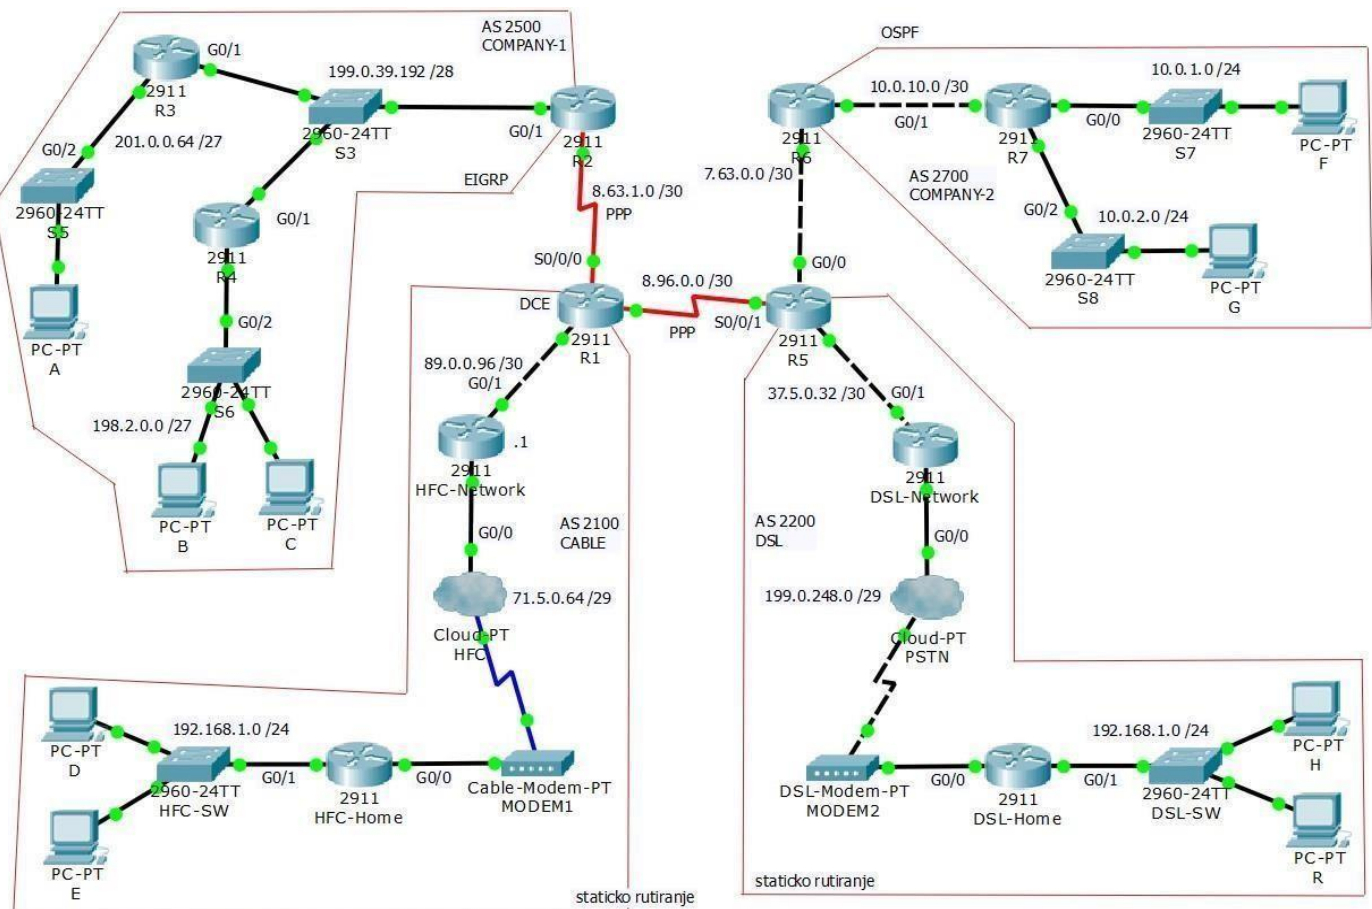 AS 2500
COMPANY-1
G0/1
199.0.39.192 /28
2911
R3
201.0.0.64 /27
G0/2
2960-24TT
S3
G0/1
2911
R2
EIGRP
8.63.1.0 /30
PPP
2960-24TT
S5
G0/1
2911
R4
PC-PT
A
G0/2
2960-24TT
S6
198.2.0.0 /27
PC-PT
B
PC-PT
C
OSPF
10.0.10.0 /30
10.0.1.0 /24
2911
R6
G0/1
2911
R7
G0/0
2960-24TT
S7
PC-PT
F
7.63.0.0 /30
AS 2700
COMPANY-2
G0/2
10.0.2.0 /24
2960-24TT
S8
PC-PT
G
S0/0/0
G0/0
8.96.0.0 /30
DCE
2911
R1
PPP
S0/0/1
2911
R5
89.0.0.96 /30
G0/1
37.5.0.32 /30
G0/1
.1
2911
HFC-Network
2911
DSL-Network
G0/0
AS 2100
CABLE
AS 2200
DSL
G0/0
71.5.0.64 /29
Cloud-PT
HFC
199.0.248.0 /29
Cloud-PT
PSTN
PC-PT
D
192.168.1.0 /24
2960-24TT
HFC-SW
G0/1
2911
HFC-Home
G0/0
Cable-Modem-PT
MODEM1
PC-PT
E
staticko rutiranje
DSL-Modem-PT
MODEM2
G0/0
2911
DSL-Home
G0/1
192.168.1.0 /24
2960-24TT
DSL-SW
PC-PT
H
PC-PT
R
staticko rutiranje